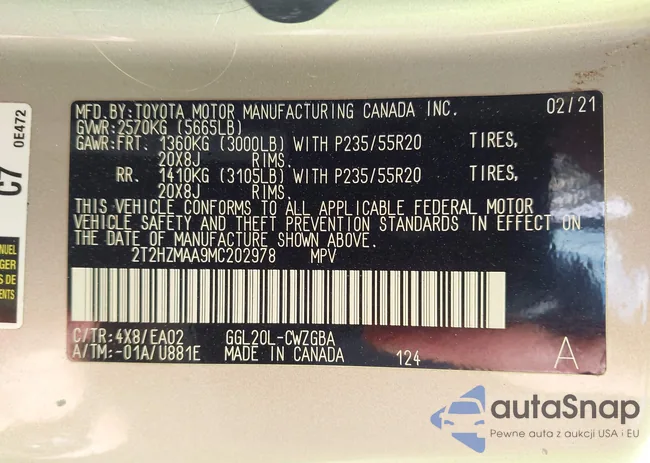 MFD.BY:TOYOTA MOTOR MANUFACTURING CANADA INC. 02/21
GVWR:2570KG (5665LB)
GAWR:FRT. 1360KG (3000LB) WITH P235/55R20 TIRES,
20X8J RIMS.
RR. 1410KG (3105LB) WITH P235/55R20 TIRES,
20X8J RIMS.
THIS VEHICLE CONFORMS TO ALL APPLICABLE FEDERAL MOTOR
VEHICLE SAFETY AND THEFT PREVENTION STANDARDS IN EFFECT ON
THE DATE OF MANUFACTURE SHOWN ABOVE.
2T2HZMAA9MC202978 MPV
C/TR:4X8/EA02 GGL20L-CWZGBA
A/TM:-01A/U881E MADE IN CANADA 124 A
C7 0E472
NUEL
GER
S DE
ENTS
autaSnap
Pewne auta z aukcji USA i EU